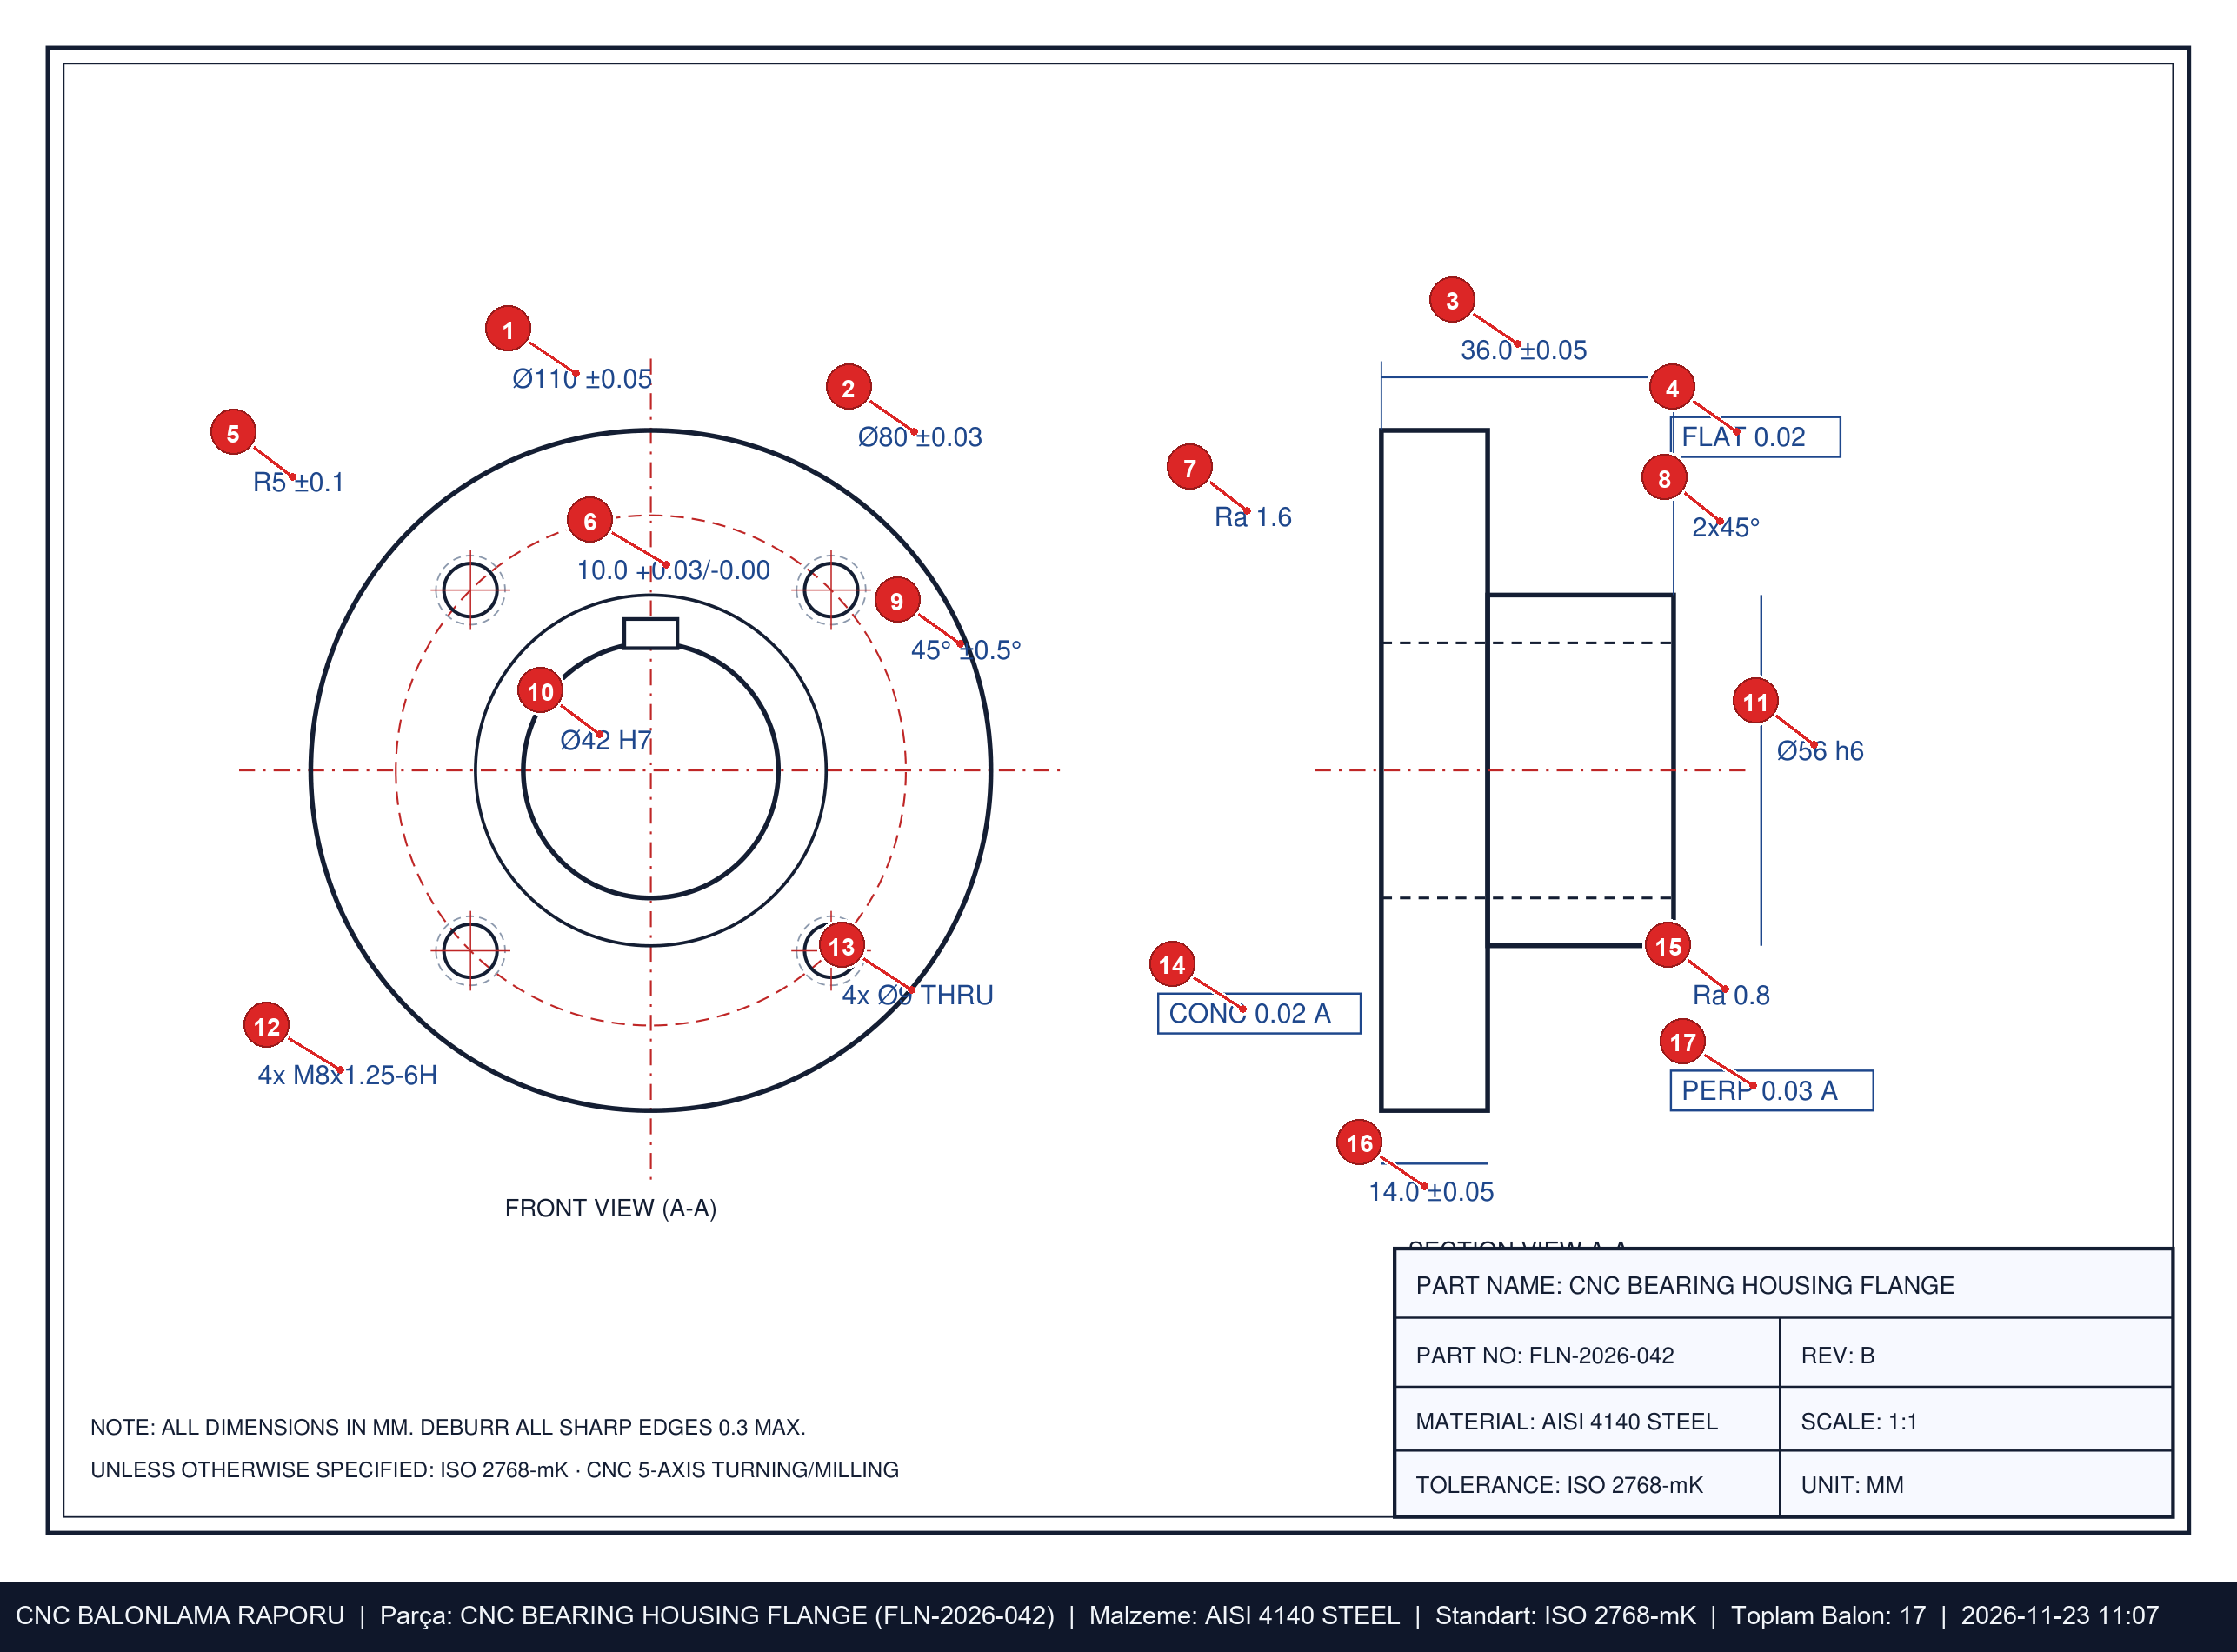 3
1
Ø110 ±0.05
36.0 ±0.05
2
4
Ø80 ±0.03
FLAT 0.02
5
R5 ±0.1
7
8
Ra 1.6
2x45°
6
10.0 +0.03/-0.00
9
45° ±0.5°
10
Ø42 H7
11
Ø56 h6
13
4x Ø9 THRU
14
CONC 0.02 A
15
Ra 0.8
12
4x M8x1.25-6H
17
PERP 0.03 A
16
14.0 ±0.05
FRONT VIEW (A-A)
SECTION VIEW A-A
PART NAME: CNC BEARING HOUSING FLANGE
PART NO: FLN-2026-042
REV: B
MATERIAL: AISI 4140 STEEL
SCALE: 1:1
TOLERANCE: ISO 2768-mK
UNIT: MM
NOTE: ALL DIMENSIONS IN MM. DEBURR ALL SHARP EDGES 0.3 MAX.
UNLESS OTHERWISE SPECIFIED: ISO 2768-mK · CNC 5-AXIS TURNING/MILLING
CNC BALONLAMA RAPORU | Parça: CNC BEARING HOUSING FLANGE (FLN-2026-042) | Malzeme: AISI 4140 STEEL | Standart: ISO 2768-mK | Toplam Balon: 17 | 2026-11-23 11:07